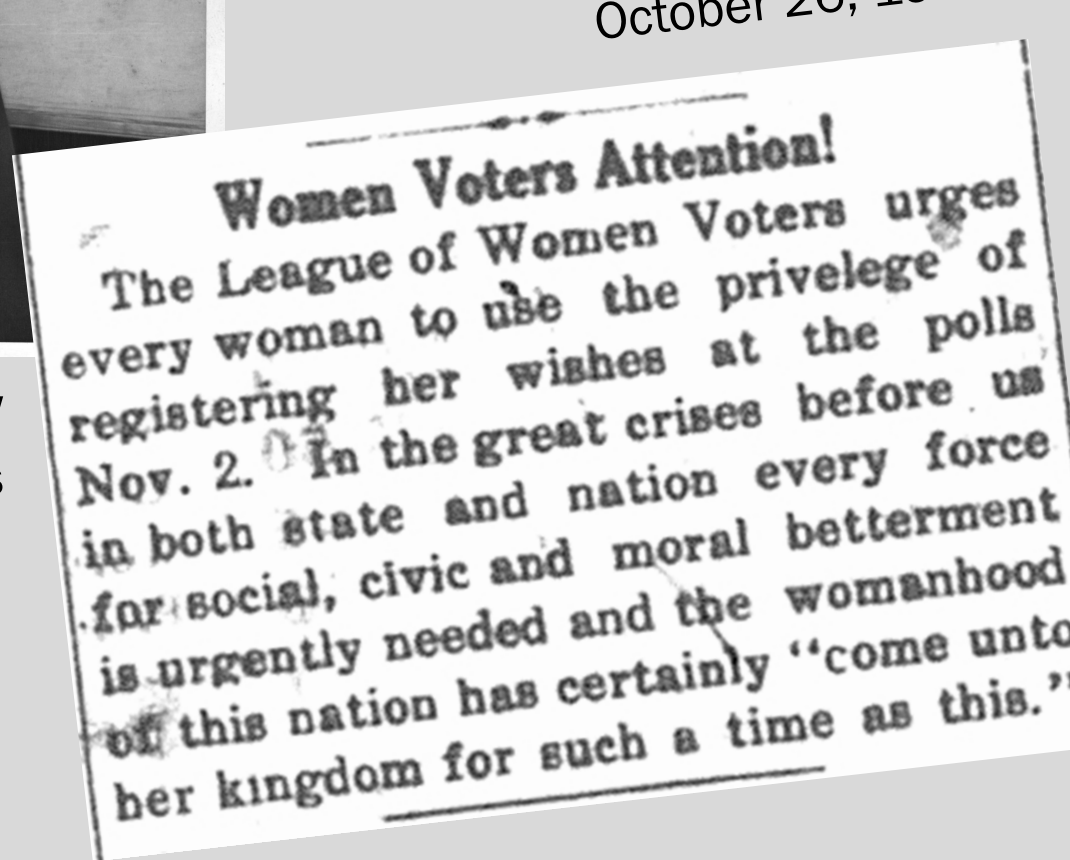 October 26, 19
Women Voters Attention!
The League of Women Voters urges
every woman to use the privelege of
registering her wishes at the polls
Nov. 2. In the great crises before us
in both state and nation every force
for social, civic and moral betterment
is urgently needed and the womanhood
of this nation has certainly “come unto
her kingdom for such a time as this.”